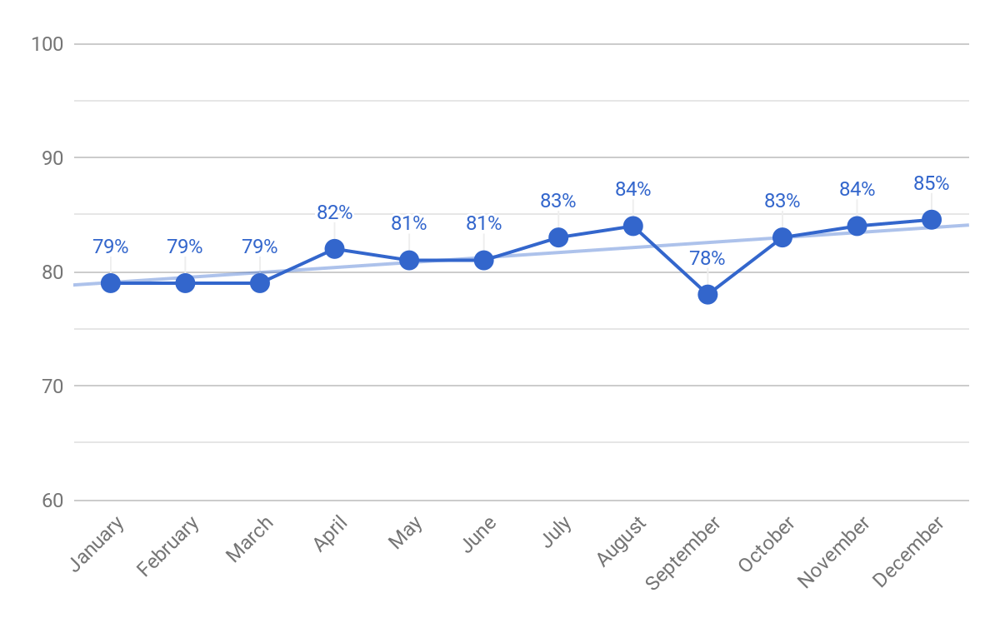 100
90
80
70
60
79%
79%
79%
82%
81%
81%
83%
84%
78%
83%
84%
85%
January
February
March
April
May
June
July
August
September
October
November
December